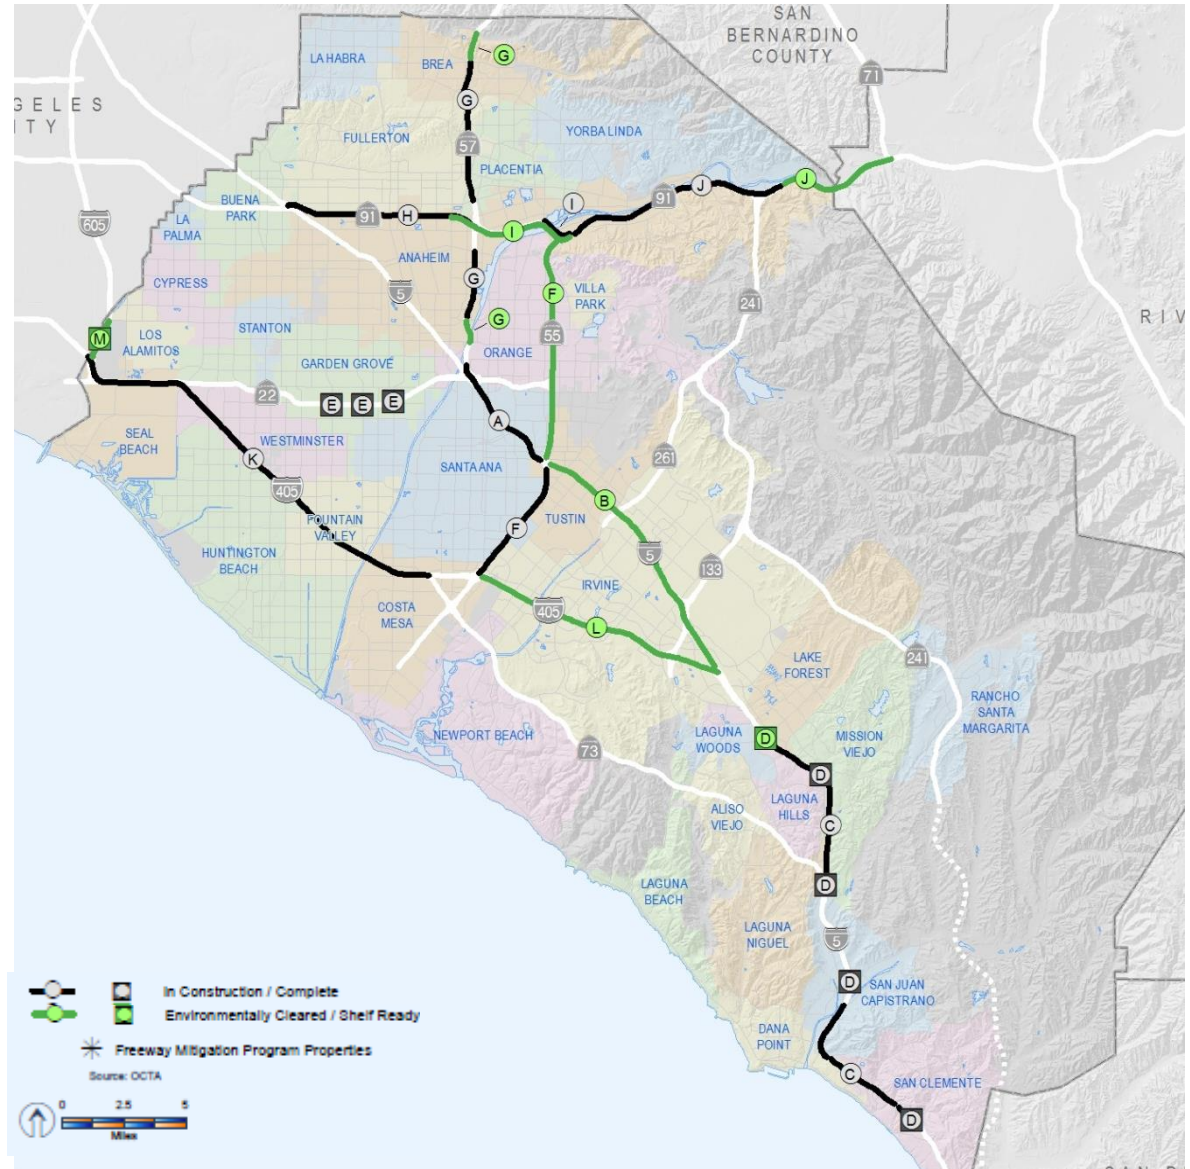 SAN
BERNARDINO
COUNTY
71
GELES
ITY
LA HABRA
BREA
G
G
FULLERTON
57
YORBA LINDA
PLACENTIA
BUENA
PARK
LA
PALMA
605
91
H
I
I
91
J
J
CYPRESS
ANAHEIM
G
5
F
VILLA
PARK
241
RIV
M
LOS
ALAMITOS
STANTON
G
ORANGE
55
GARDEN GROVE
22
E
E
E
A
SEAL
BEACH
WESTMINSTER
K
405
SANTA ANA
261
B
FOUNTAIN
VALLEY
F
TUSTIN
HUNTINGTON
BEACH
5
133
IRVINE
COSTA
MESA
405
L
LAKE
FOREST
241
RANCHO
SANTA
MARGARITA
NEWPORT BEACH
73
LAGUNA
WOODS
D
MISSION
VIEJO
D
LAGUNA
HILLS
ALISO
VIEJO
C
LAGUNA
BEACH
D
LAGUNA
NIGUEL
5
D
SAN JUAN
CAPISTRANO
DANA
POINT
C
SAN CLEMENTE
D
In Construction / Complete
Environmentally Cleared / Shelf Ready
Freeway Mitigation Program Properties
Source: OCTA
0 2.5 5
Miles